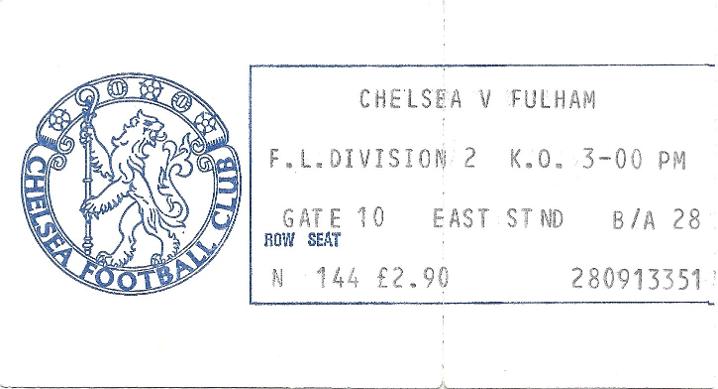 CHELSEA FOOTBALL CLUB
CHELSEA V FULHAM
F.L.DIVISION 2 K.O. 3-00 PM
GATE 10 EAST STND B/A 28
ROW SEAT
N 144 £2.90 280913351